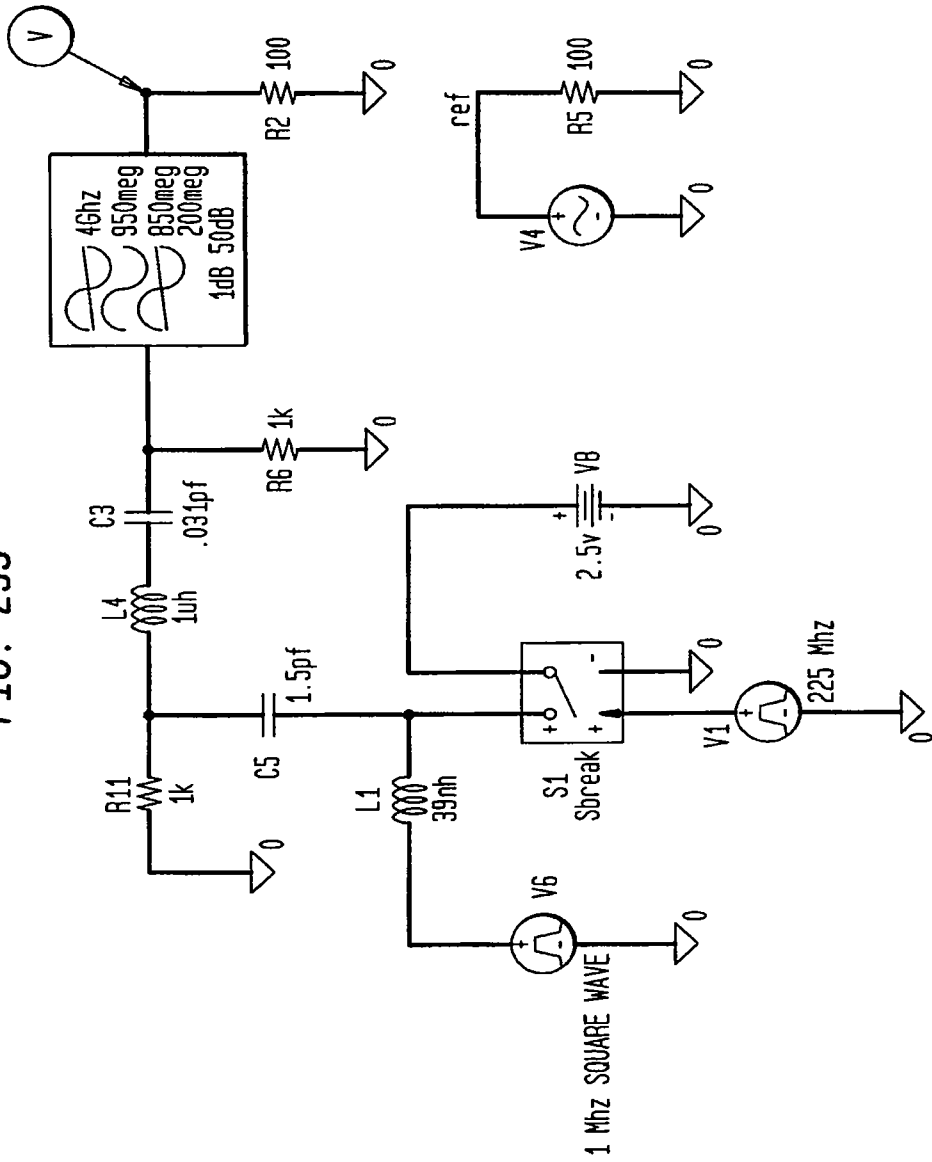 V
4Ghz
950meg
850meg
200meg
1dB 50dB
R2
100
0
ref
R5
100
0
V4
+
-
0
C3
.031pf
R6
1k
0
L4
1uh
R11
1k
0
C5
1.5pf
L1
39nh
S1
Sbreak
+
+
-
0
+
-
2.5v
V8
0
V1
+
-
225 Mhz
0
V6
+
-
1 Mhz SQUARE WAVE
0